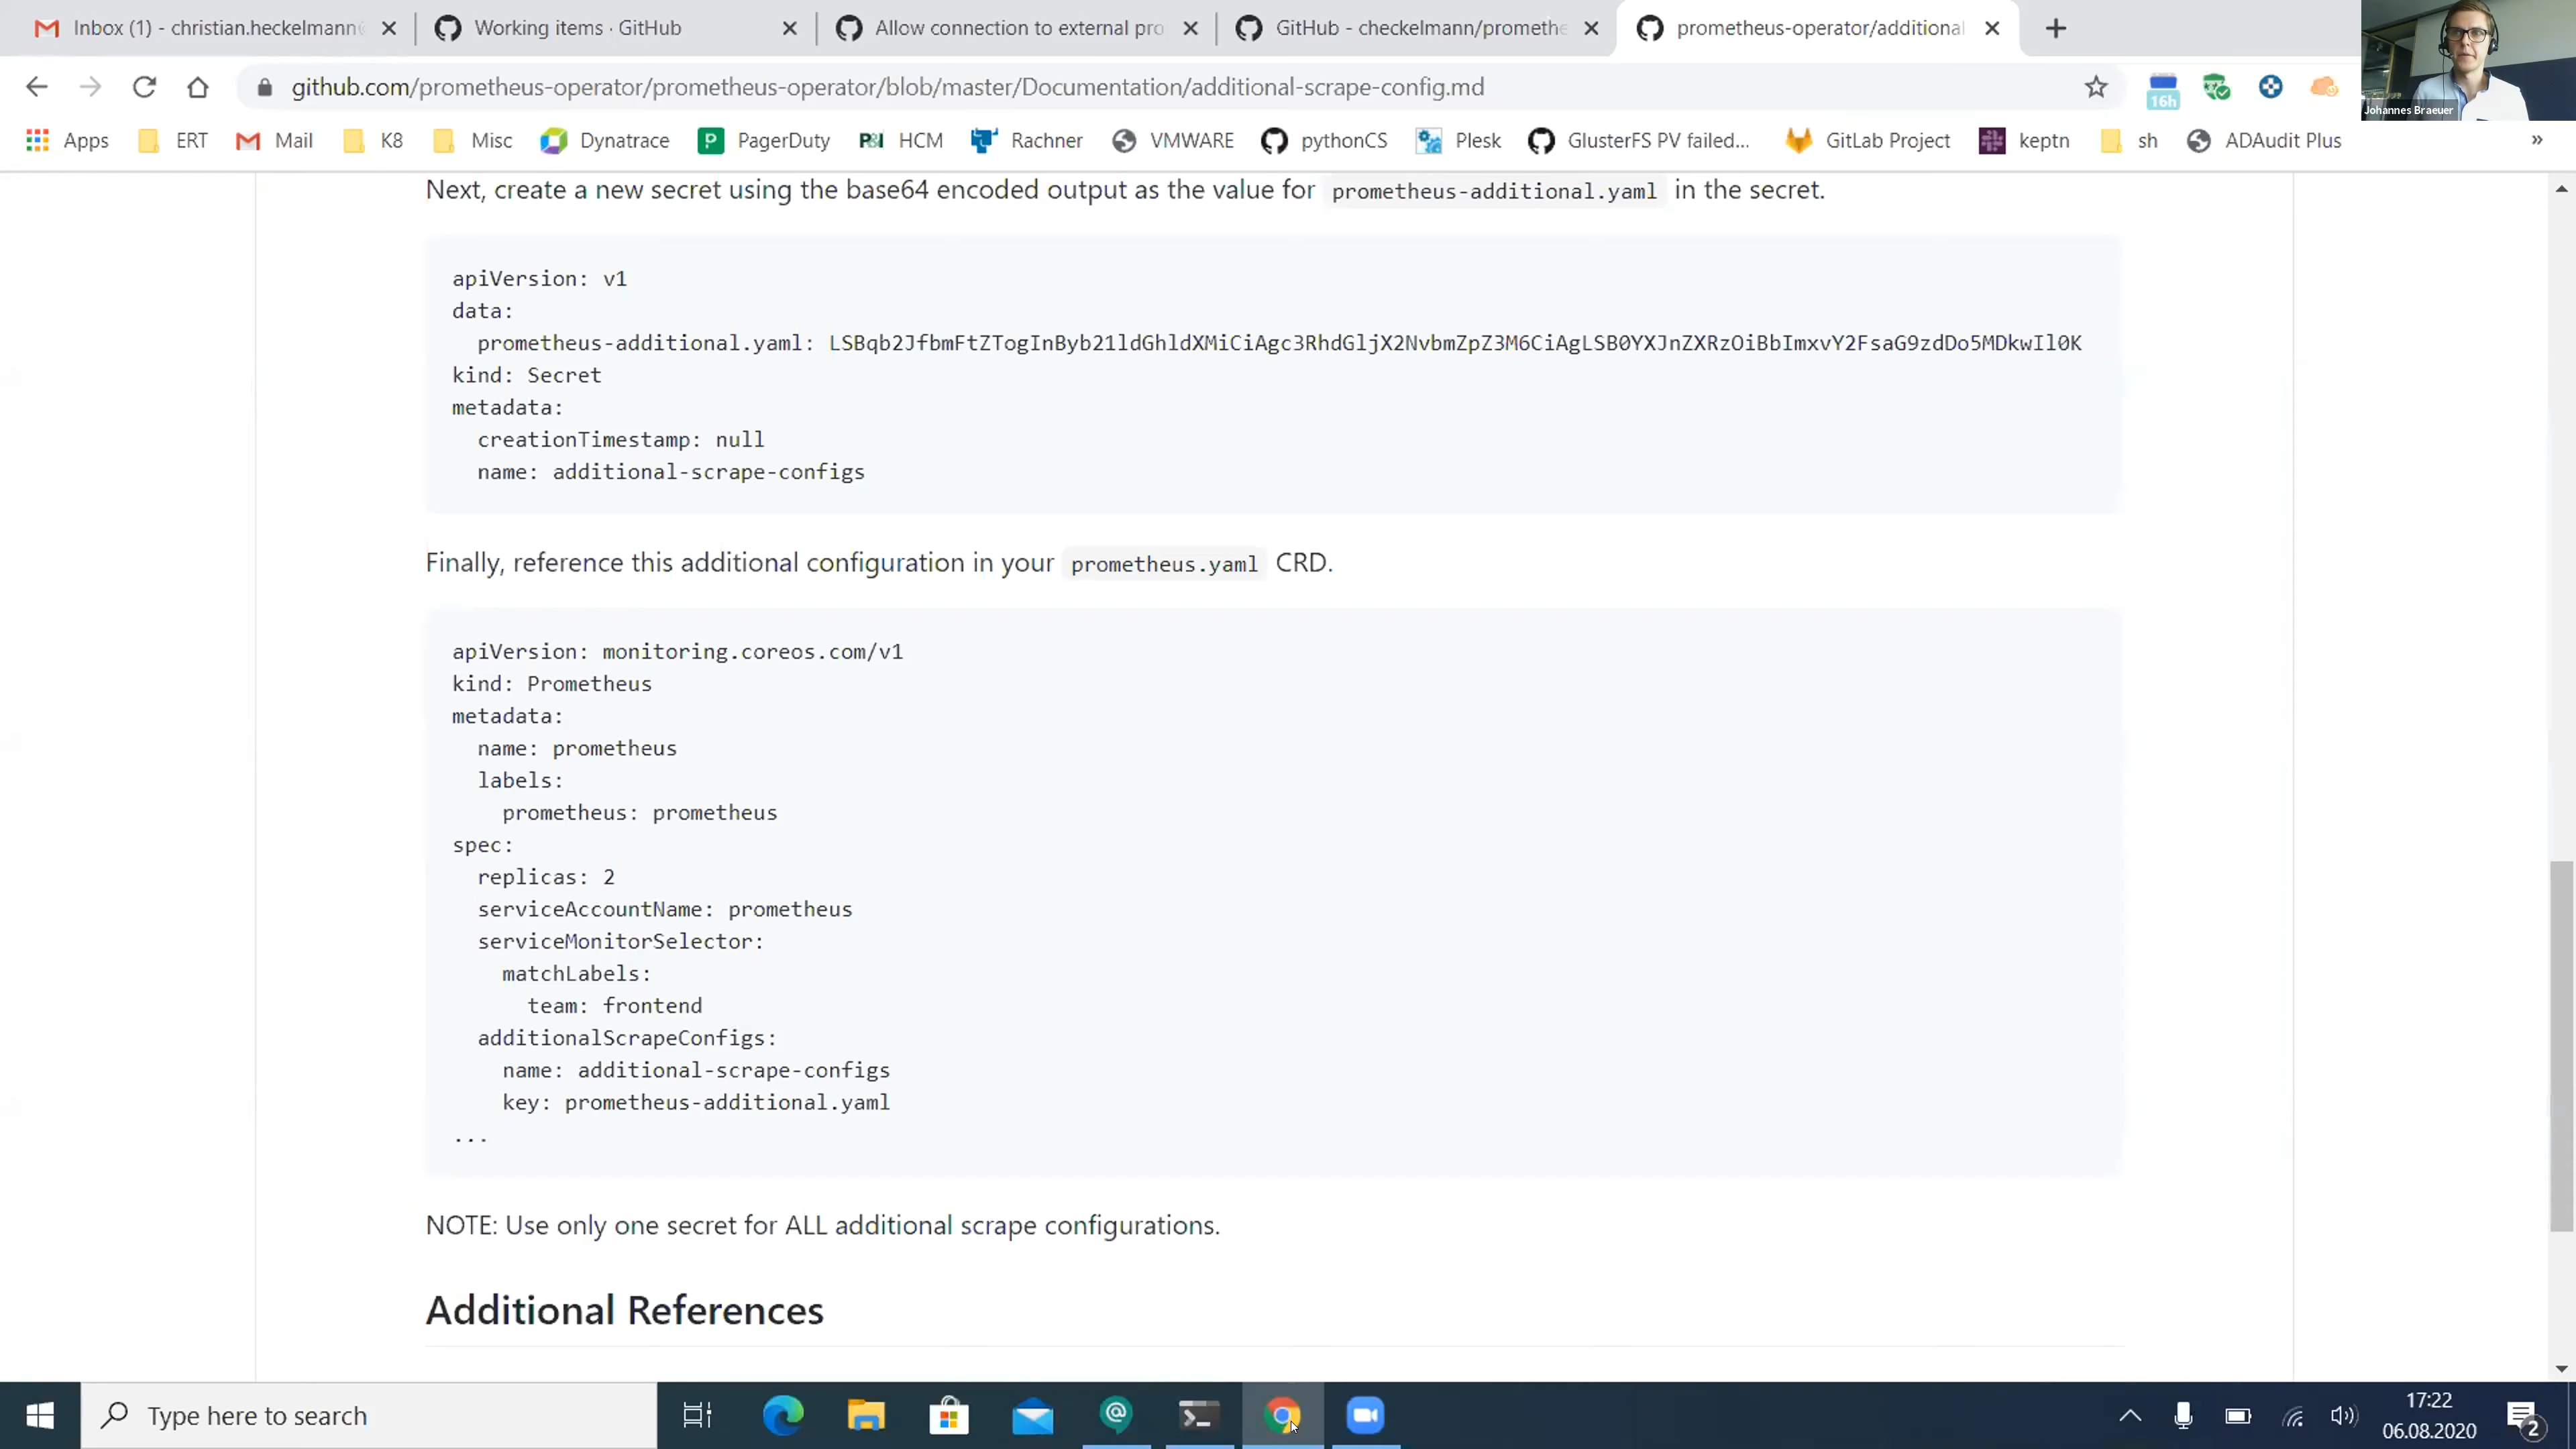 Inbox (1) - christian.heckelmann@
Working items · GitHub
Allow connection to external pro
GitHub - checkelmann/promethe
prometheus-operator/additional
github.com/prometheus-operator/prometheus-operator/blob/master/Documentation/additional-scrape-config.md
16h
Johannes Braeuer
Apps
ERT
Mail
K8
Misc
Dynatrace
PagerDuty
P&I HCM
Rachner
VMWARE
pythonCS
Plesk
GlusterFS PV failed...
GitLab Project
keptn
sh
ADAudit Plus
»
Next, create a new secret using the base64 encoded output as the value for prometheus-additional.yaml in the secret.
apiVersion: v1
data:
prometheus-additional.yaml: LSBqb2JfbmFtZTogInByb21ldGhldXMiCiAgc3RhdGljX2NvbmZpZ3M6CiAgLSB0YXJnZXRzOiBbImxvY2FsaG9zdDo5MDkwIl0K
kind: Secret
metadata:
creationTimestamp: null
name: additional-scrape-configs
Finally, reference this additional configuration in your prometheus.yaml CRD.
apiVersion: monitoring.coreos.com/v1
kind: Prometheus
metadata:
name: prometheus
labels:
prometheus: prometheus
spec:
replicas: 2
serviceAccountName: prometheus
serviceMonitorSelector:
matchLabels:
team: frontend
additionalScrapeConfigs:
name: additional-scrape-configs
key: prometheus-additional.yaml
...
NOTE: Use only one secret for ALL additional scrape configurations.
Additional References
Type here to search
17:22
06.08.2020
2